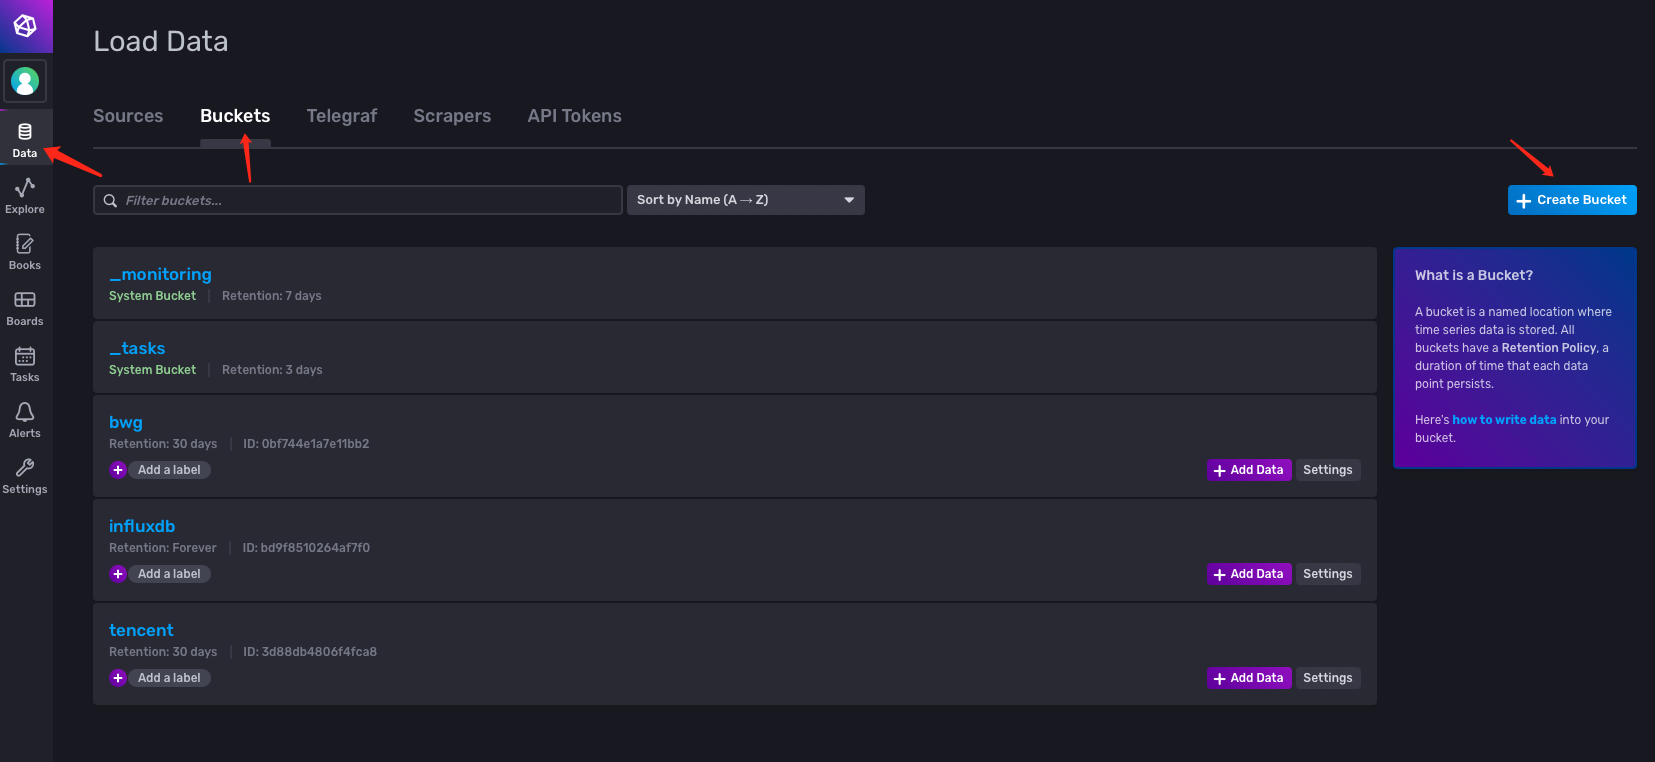 Load Data
Data
Explore
Books
Boards
Tasks
Alerts
Settings
Sources Buckets Telegraf Scrapers API Tokens
Filter buckets...
Sort by Name (A → Z)
Create Bucket
_monitoring
System Bucket Retention: 7 days
_tasks
System Bucket Retention: 3 days
bwg
Retention: 30 days ID: 0bf744e1a7e11bb2
Add a label
Add Data Settings
influxdb
Retention: Forever ID: bd9f8510264af7f0
Add a label
Add Data Settings
tencent
Retention: 30 days ID: 3d88db4806f4fca8
Add a label
Add Data Settings
What is a Bucket?
A bucket is a named location where
time series data is stored. All
buckets have a Retention Policy, a
duration of time that each data
point persists.
Here's how to write data into your
bucket.